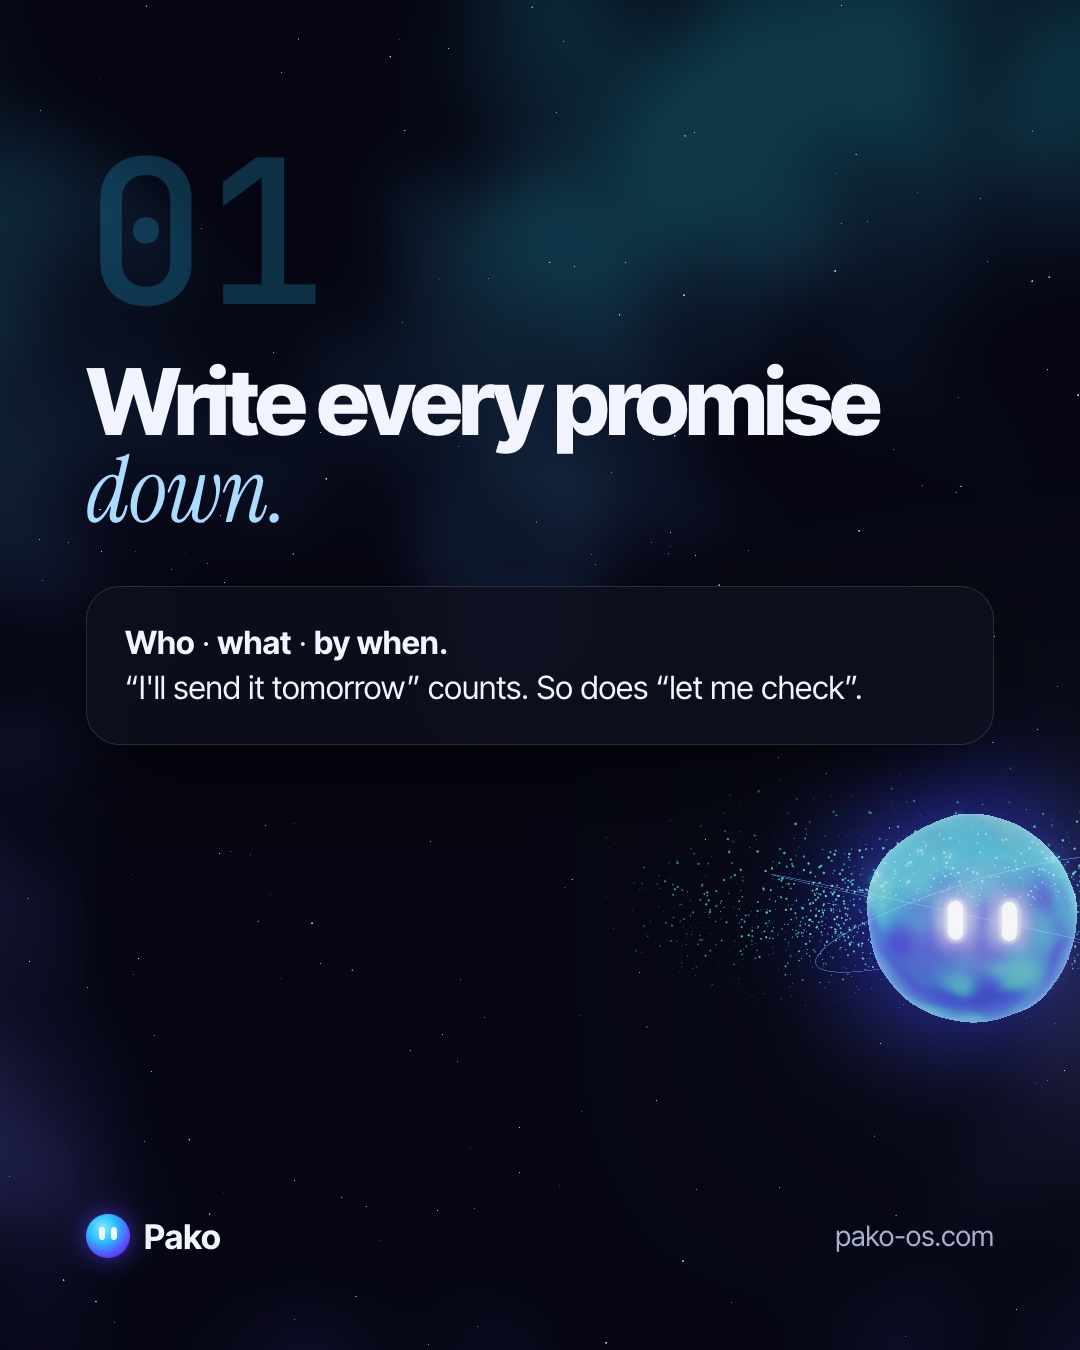 01
Write every promise
down.
Who · what · by when.
“I'll send it tomorrow” counts. So does “let me check”.
Pako
pako-os.com